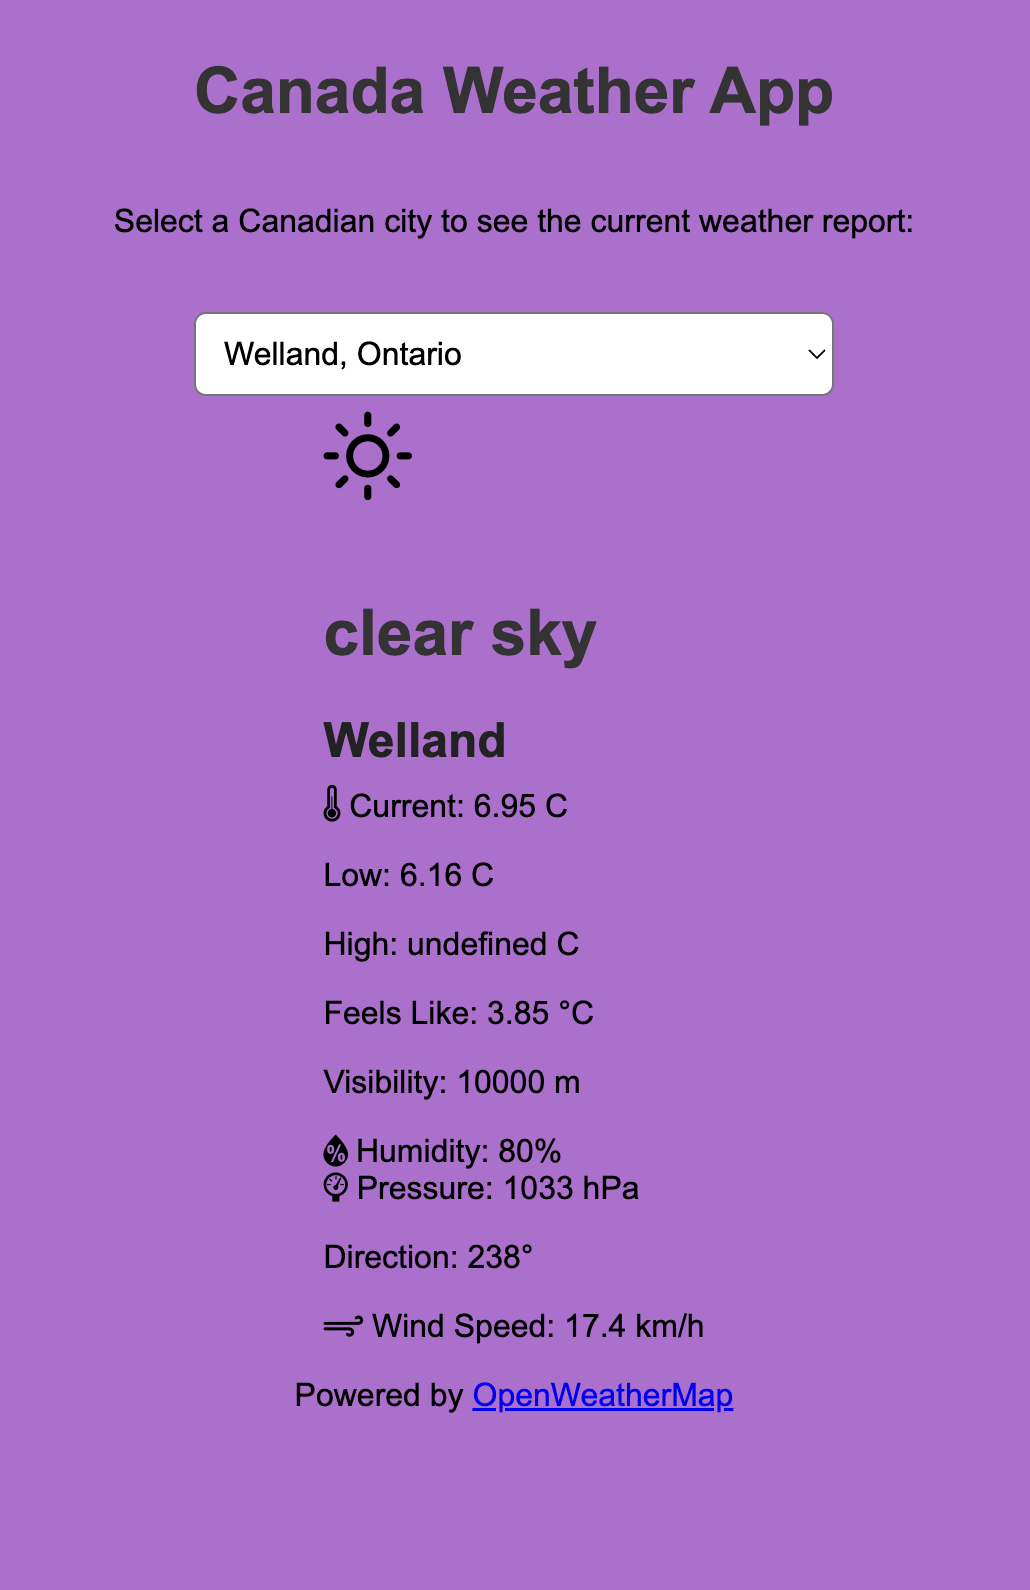 Canada Weather App
Select a Canadian city to see the current weather report:
Welland, Ontario
clear sky
Welland
Current: 6.95 C
Low: 6.16 C
High: undefined C
Feels Like: 3.85 °C
Visibility: 10000 m
% Humidity: 80%
Pressure: 1033 hPa
Direction: 238°
Wind Speed: 17.4 km/h
Powered by OpenWeatherMap